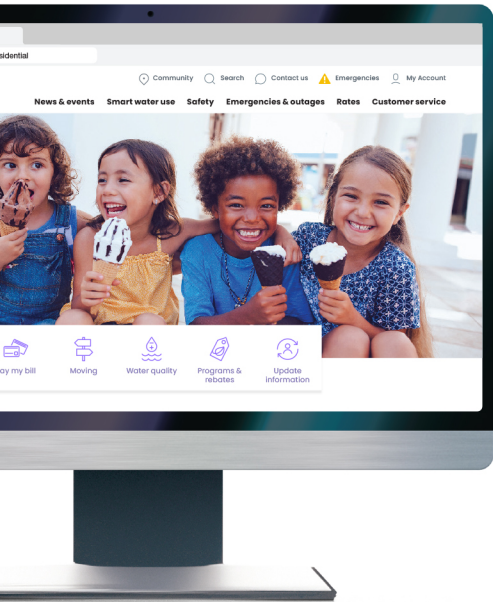 sidential
Community Search Contact us Emergencies My Account
News & events Smart water use Safety Emergencies & outages Rates Customer service
ay my bill Moving Water quality Programs & rebates Update information